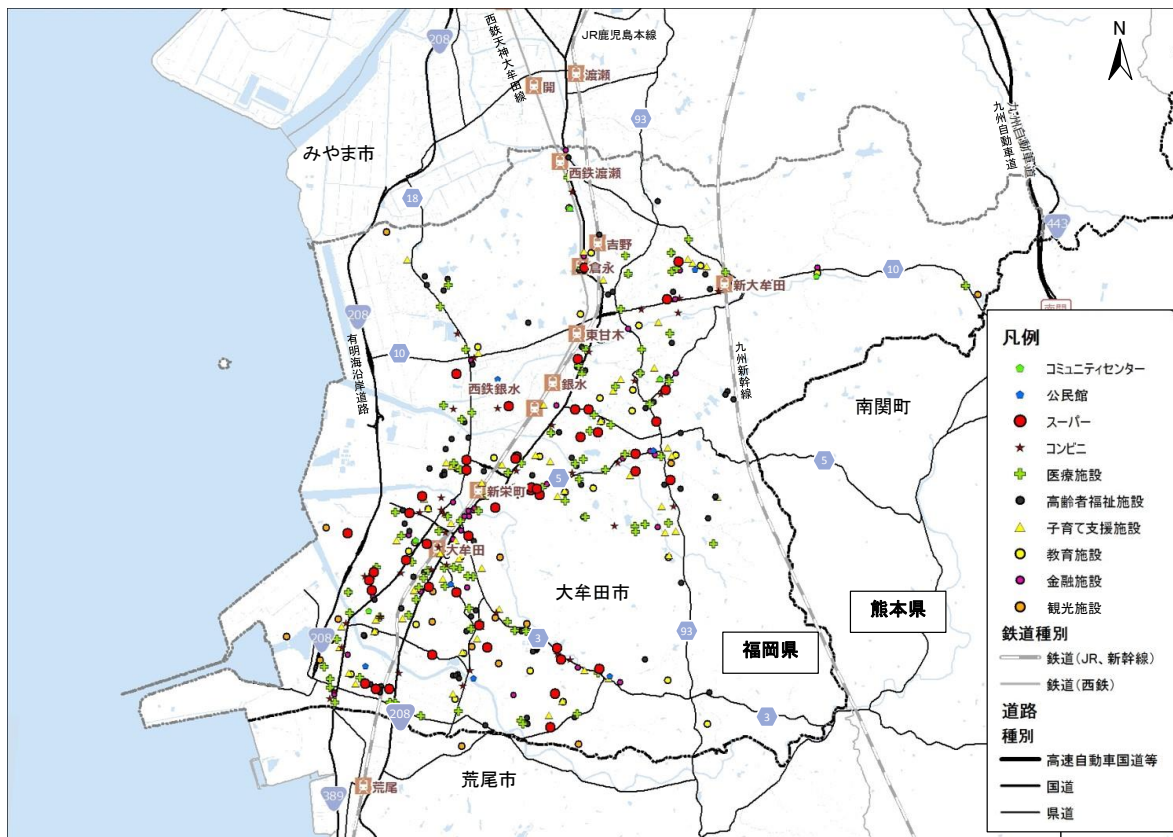 N
208
西鉄天神大牟田線
JR鹿児島本線
渡瀬
開
93
九州自動車道
九州自動車道
みやま市
西鉄渡瀬
18
443
吉野
倉永
10
新大牟田
南関
208
有明海沿岸道路
東甘木
10
九州新幹線
銀水
西鉄銀水
南関町
5
5
新栄町
大牟田
大牟田市
熊本県
福岡県
208
3
93
208
3
荒尾市
荒尾
389
凡例
コミュニティセンター
公民館
スーパー
コンビニ
医療施設
高齢者福祉施設
子育て支援施設
教育施設
金融施設
観光施設
鉄道種別
鉄道(JR、新幹線)
鉄道(西鉄)
道路
種別
高速自動車国道等
国道
県道